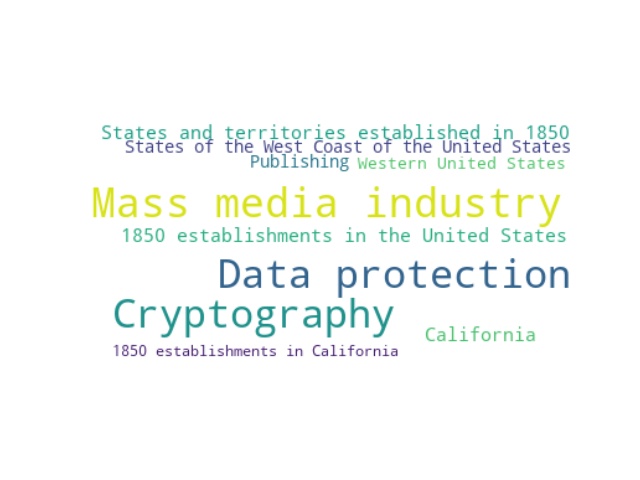 States and territories established in 1850
States of the West Coast of the United States
Publishing Western United States
Mass media industry
1850 establishments in the United States
Data protection
Cryptography
California
1850 establishments in California